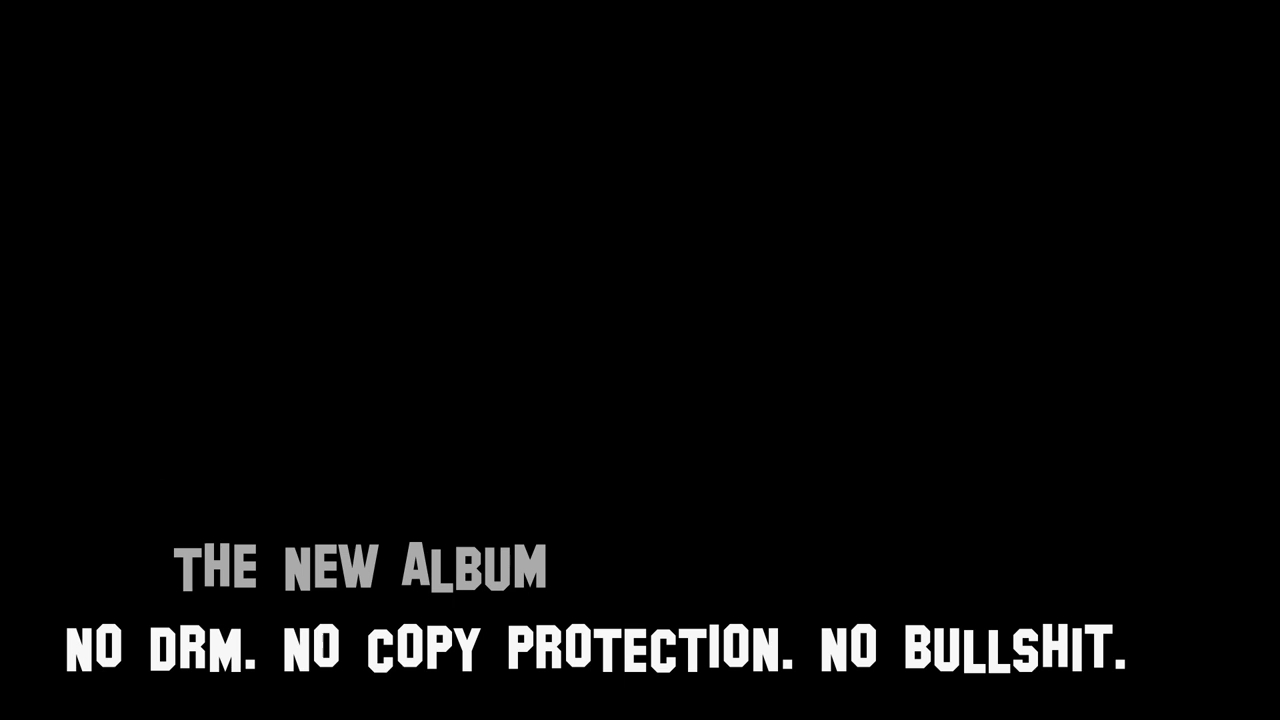 THE NEW ALBUM
NO DRM. NO COPY PROTECTION. NO BULLSHIT.